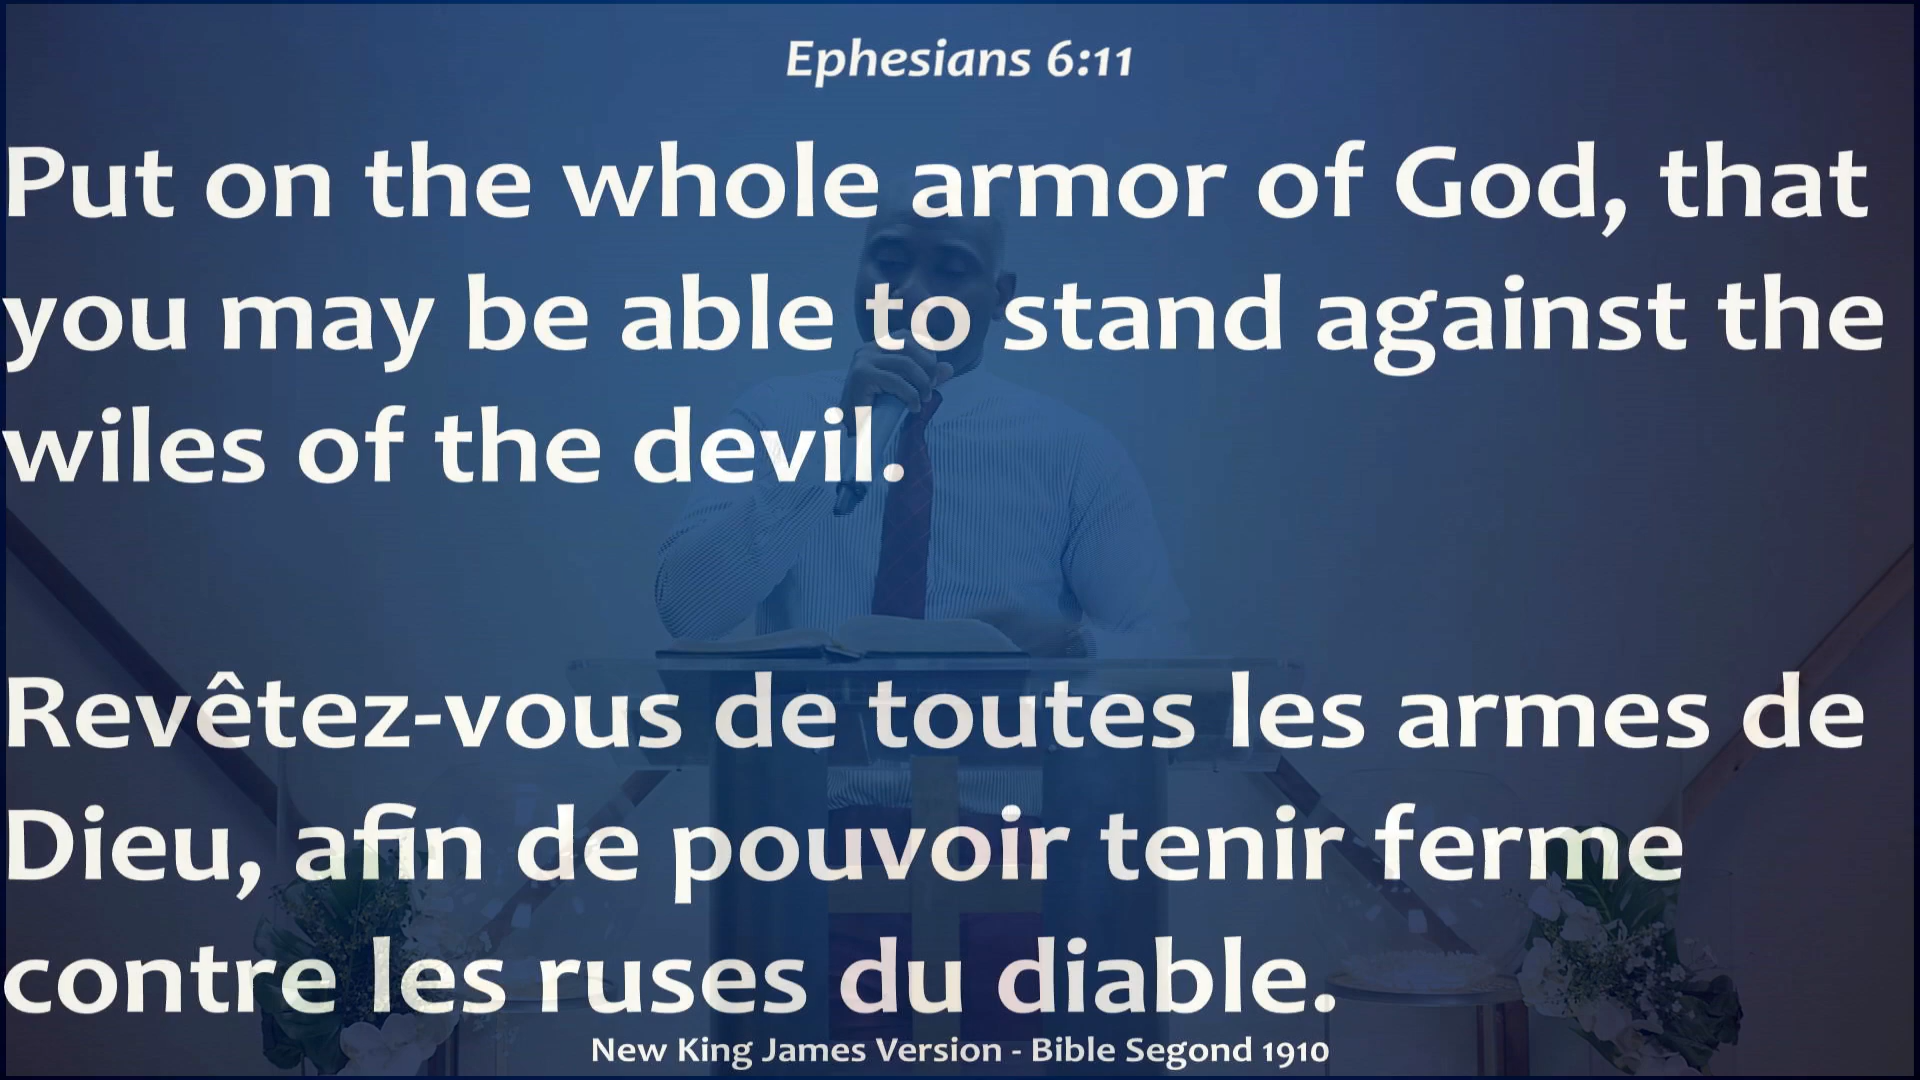 Ephesians 6:11
Put on the whole armor of God, that
you may be able to stand against the
wiles of the devil.
Revêtez-vous de toutes les armes de
Dieu, afin de pouvoir tenir ferme
contre les ruses du diable.
New King James Version - Bible Segond 1910